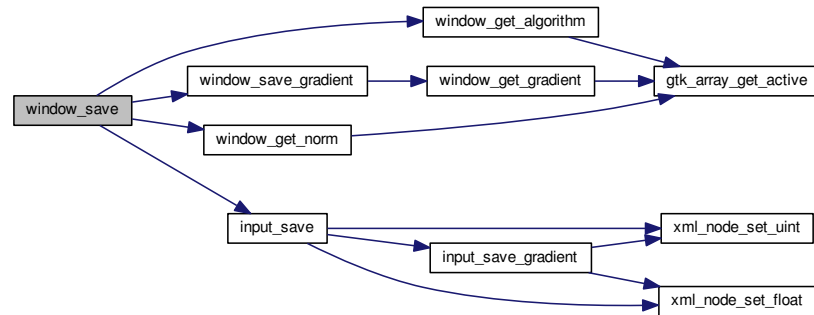 window_get_algorithm
window_save_gradient
window_get_gradient
gtk_array_get_active
window_save
window_get_norm
input_save
xml_node_set_uint
input_save_gradient
xml_node_set_float